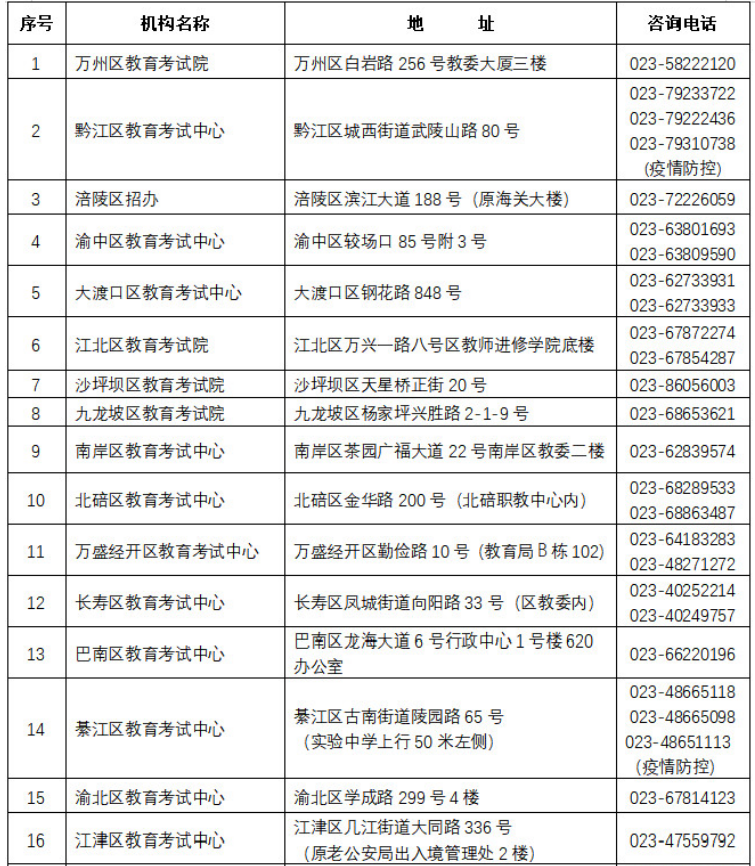 序号 机构名称 地 址 咨询电话
1 万州区教育考试院 万州区白岩路 256 号教委大厦三楼 023-58222120
2 黔江区教育考试中心 黔江区城西街道武陵山路 80 号 023-79233722
023-79222436
023-79310738
(疫情防控)
3 涪陵区招办 涪陵区滨江大道 188 号（原海关大楼） 023-72226059
4 渝中区教育考试中心 渝中区较场口 85 号附 3 号 023-63801693
023-63809590
5 大渡口区教育考试中心 大渡口区钢花路 848 号 023-62733931
023-62733933
6 江北区教育考试院 江北区万兴一路八号区教师进修学院底楼 023-67872274
023-67854287
7 沙坪坝区教育考试院 沙坪坝区天星桥正街 20 号 023-86056003
8 九龙坡区教育考试院 九龙坡区杨家坪兴胜路 2-1-9 号 023-68653621
9 南岸区教育考试中心 南岸区茶园广福大道 22 号南岸区教委二楼 023-62839574
10 北碚区教育考试中心 北碚区金华路 200 号（北碚职教中心内） 023-68289533
023-68863487
11 万盛经开区教育考试中心 万盛经开区勤俭路 10 号 (教育局 B 栋 102) 023-64183283
023-48271272
12 长寿区教育考试中心 长寿区凤城街道向阳路 33 号（区教委内） 023-40252214
023-40249757
13 巴南区教育考试中心 巴南区龙海大道 6 号行政中心 1 号楼 620 023-66220196
办公室
14 綦江区教育考试中心 綦江区古南街道陵园路 65 号 023-48665118
（实验中学上行 50 米左侧） 023-48665098
023-48651113
(疫情防控)
15 渝北区教育考试中心 渝北区学成路 299 号 4 楼 023-67814123
16 江津区教育考试中心 江津区几江街道大同路 336 号 023-47559792
（原老公安局出入境管理处 2 楼）